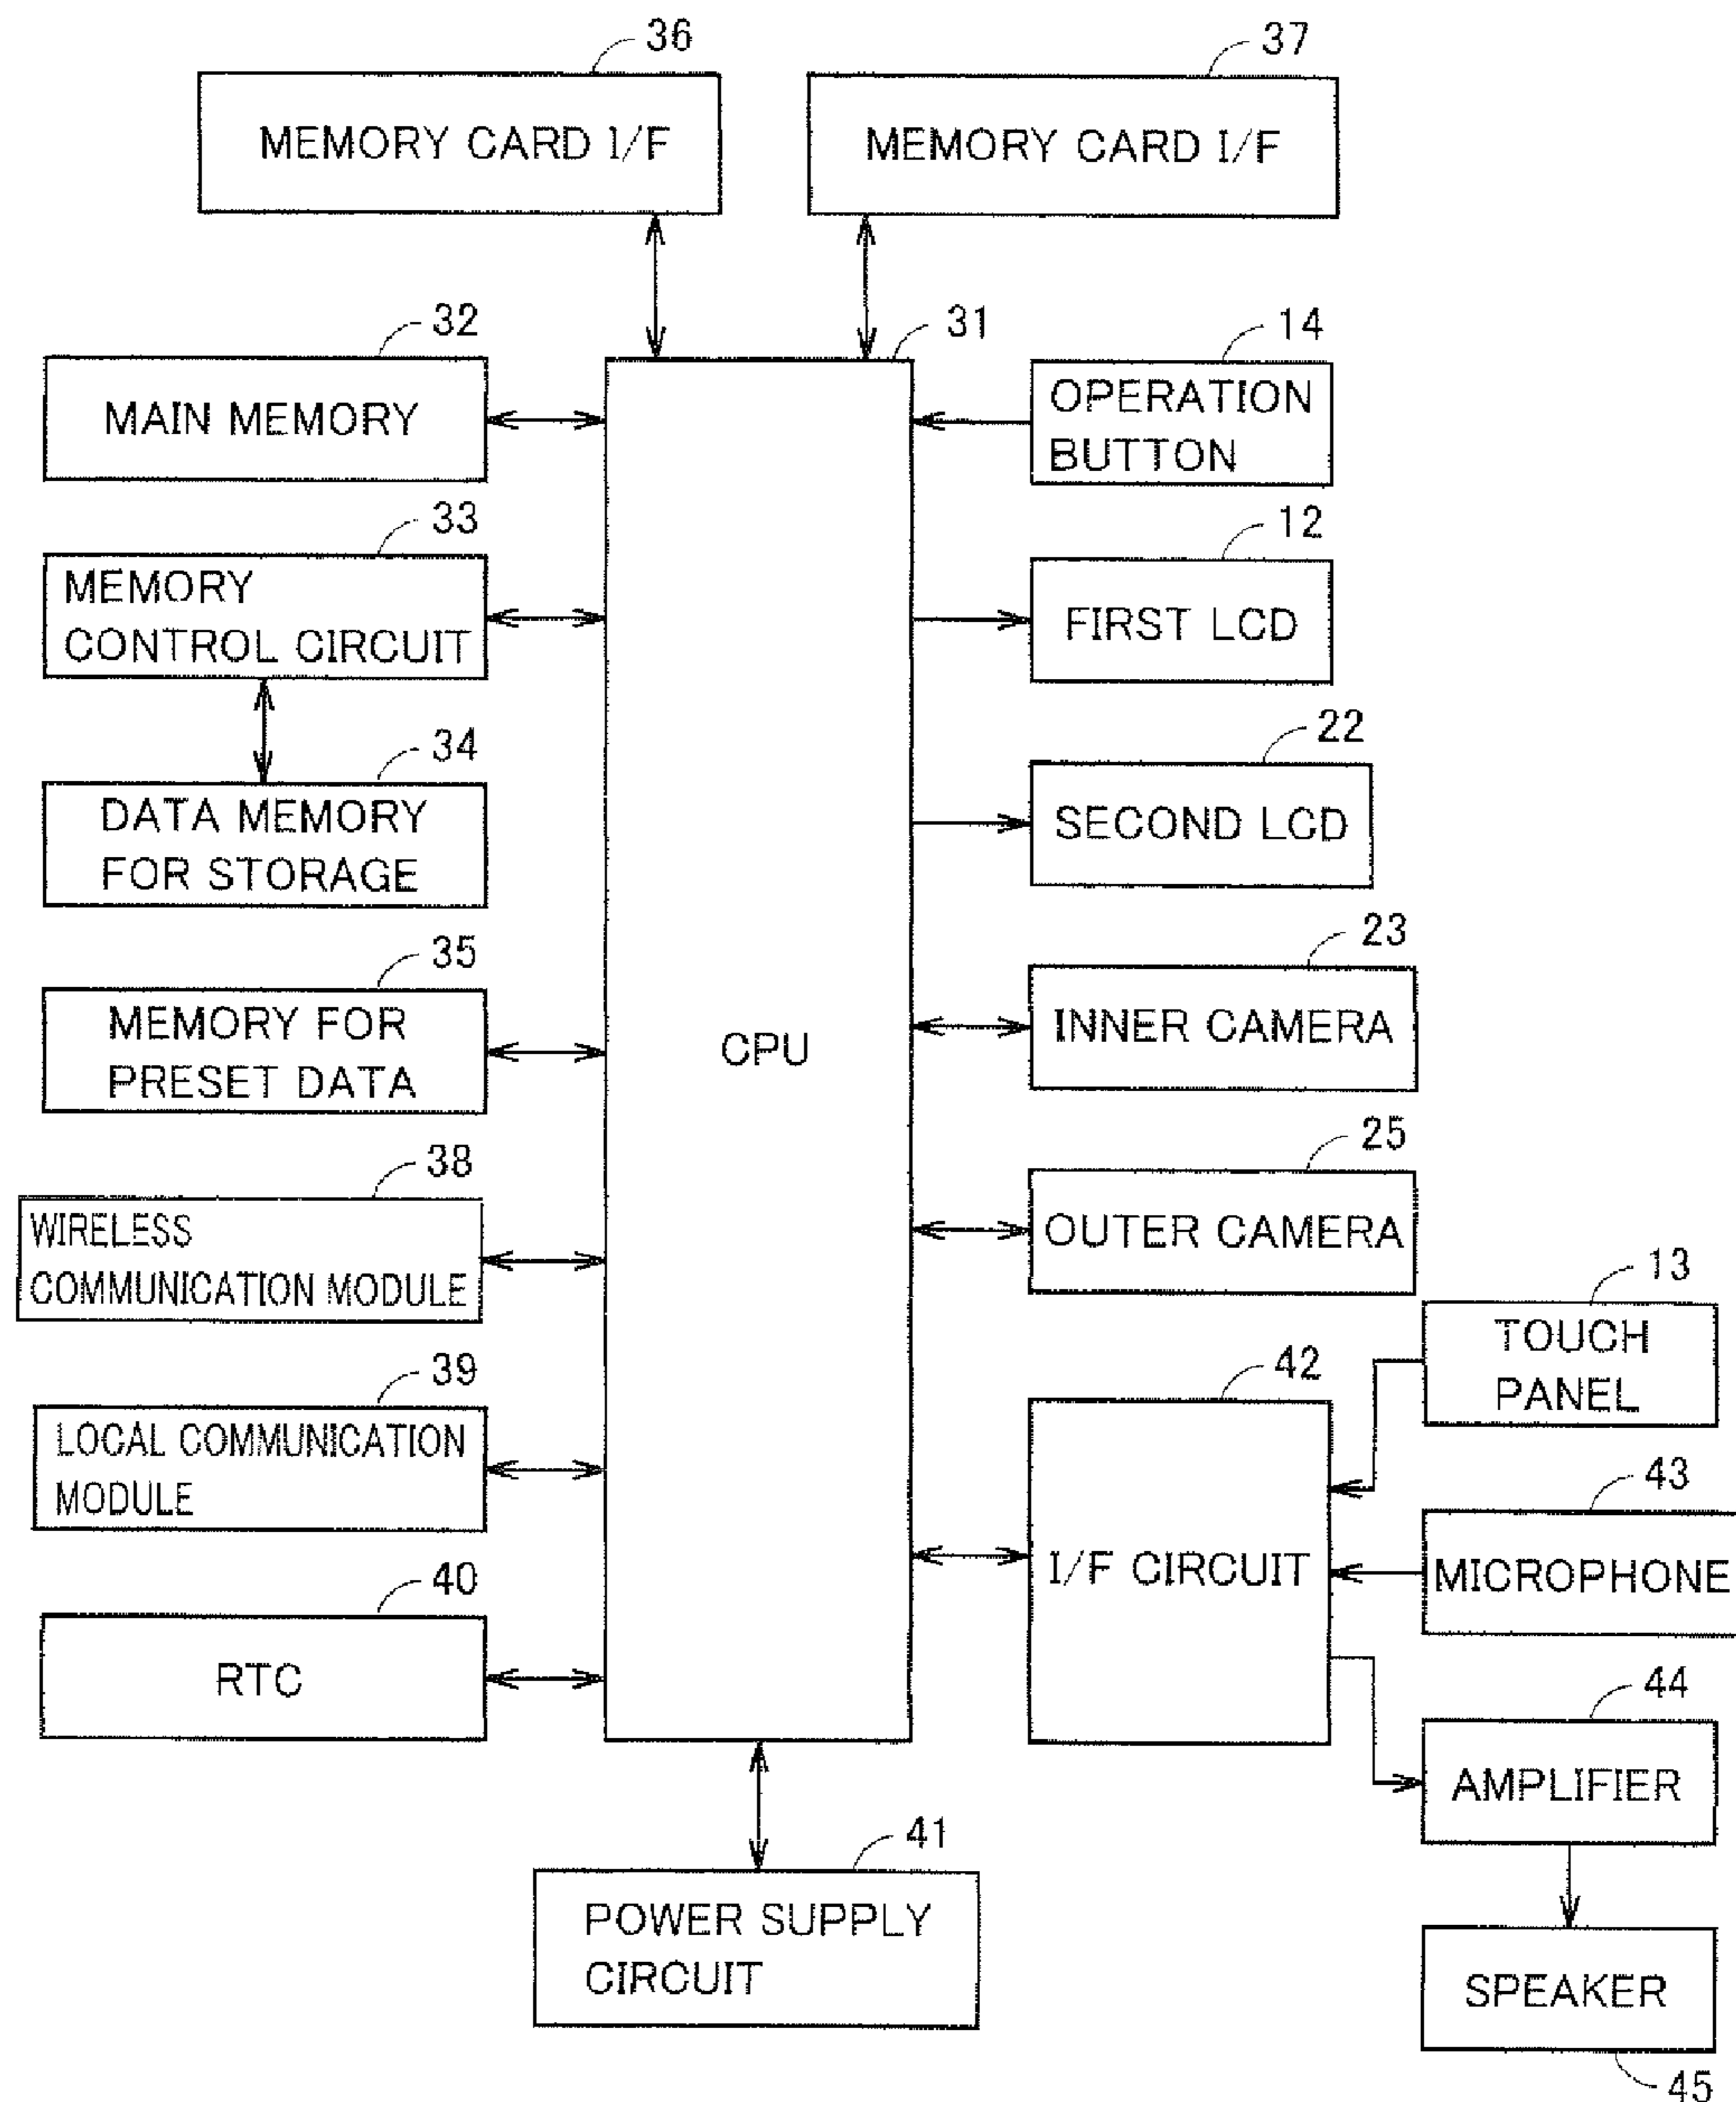 36
37
MEMORY CARD I/F
MEMORY CARD I/F
32
31
14
MAIN MEMORY
OPERATION
BUTTON
33
12
MEMORY
CONTROL CIRCUIT
FIRST LCD
34
22
DATA MEMORY
FOR STORAGE
SECOND LCD
35
23
MEMORY FOR
PRESET DATA
CPU
INNER CAMERA
38
25
WIRELESS
COMMUNICATION MODULE
OUTER CAMERA
13
TOUCH
PANEL
39
42
LOCAL COMMUNICATION
MODULE
43
I/F CIRCUIT
MICROPHONE
40
RTC
44
AMPLIFIER
41
POWER SUPPLY
CIRCUIT
SPEAKER
45